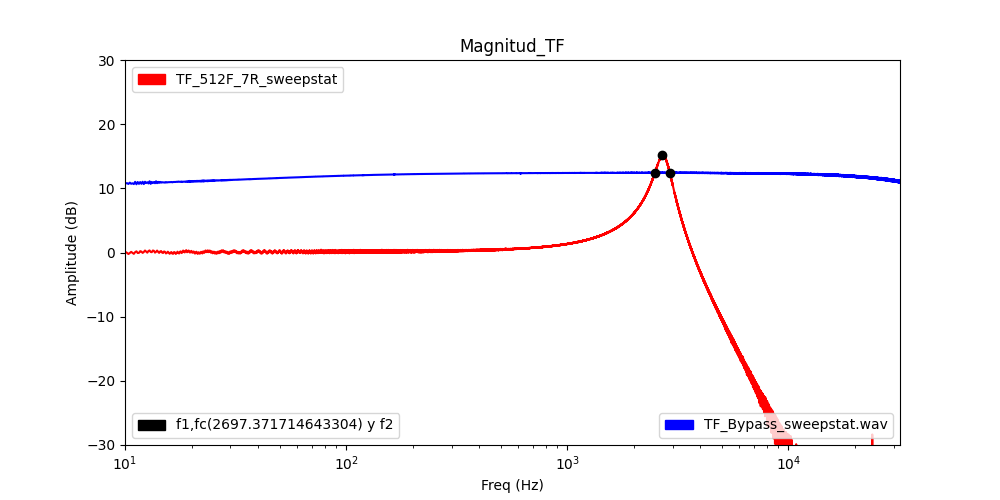 Magnitud_TF
TF_512F_7R_sweepstat
30
20
10
0
−10
−20
−30
Amplitude (dB)
f1,fc(2697.371714643304) y f2
TF_Bypass_sweepstat.wav
10¹ 10² 10³ 10⁴
Freq (Hz)